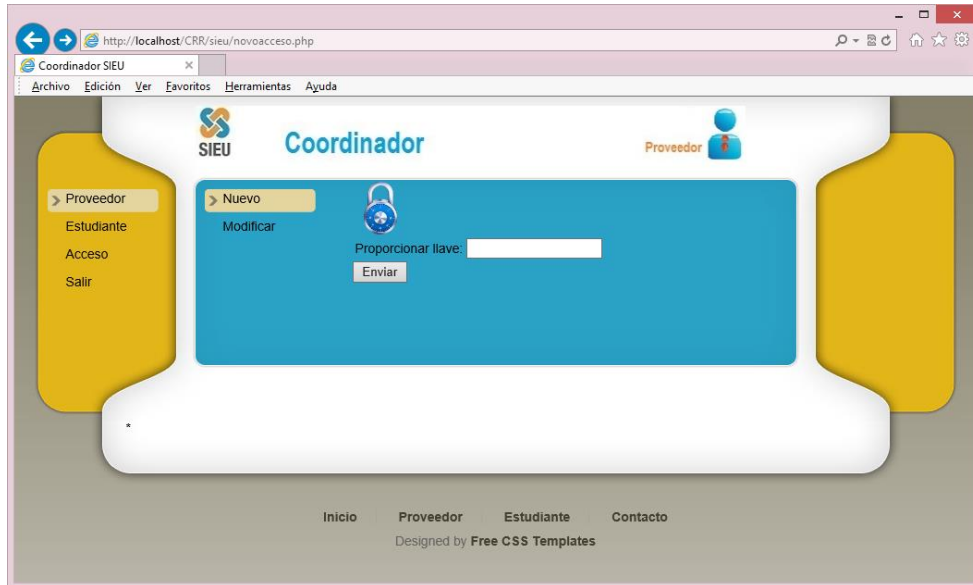 http://localhost/CRR/sieu/novoacceso.php
Coordinador SIEU
Archivo Edición Ver Favoritos Herramientas Ayuda
SIEU
Coordinador
Proveedor
Proveedor
Estudiante
Acceso
Salir
Nuevo
Modificar
Proporcionar llave:
Enviar
*
Inicio Proveedor Estudiante Contacto
Designed by Free CSS Templates